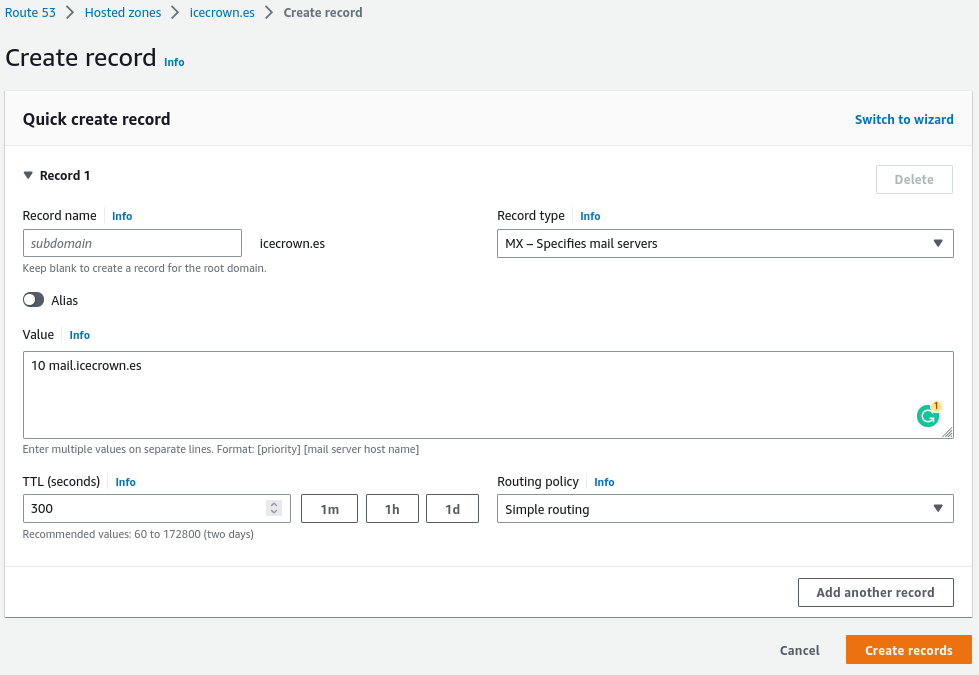 Route 53 > Hosted zones > icecrown.es > Create record
Create record Info
Quick create record Switch to wizard
Record 1 Delete
Record name Info Record type Info
subdomain icecrown.es MX – Specifies mail servers
Keep blank to create a record for the root domain.
Alias
Value Info
10 mail.icecrown.es
1
Enter multiple values on separate lines. Format: [priority] [mail server host name]
TTL (seconds) Info Routing policy Info
300 1m 1h 1d Simple routing
Recommended values: 60 to 172800 (two days)
Add another record
Cancel Create records